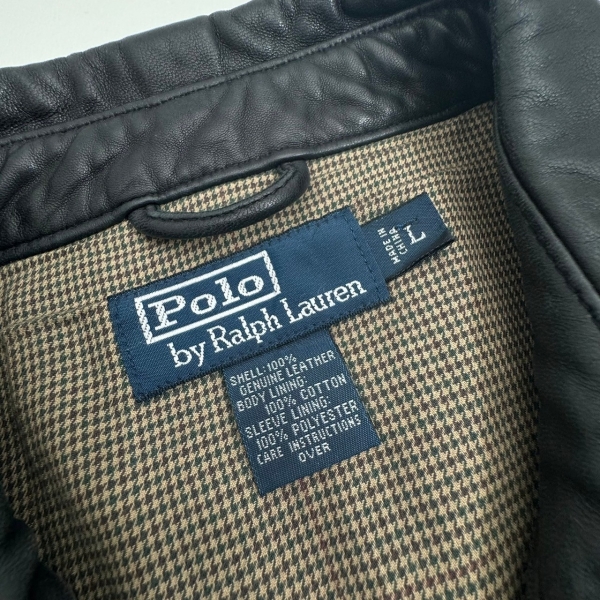 Polo
by Ralph Lauren
L
MADE IN
CHINA
SHELL:100%
GENUINE LEATHER
BODY LINING:
100% COTTON
SLEEVE LINING:
100% POLYESTER
CARE INSTRUCTIONS
OVER